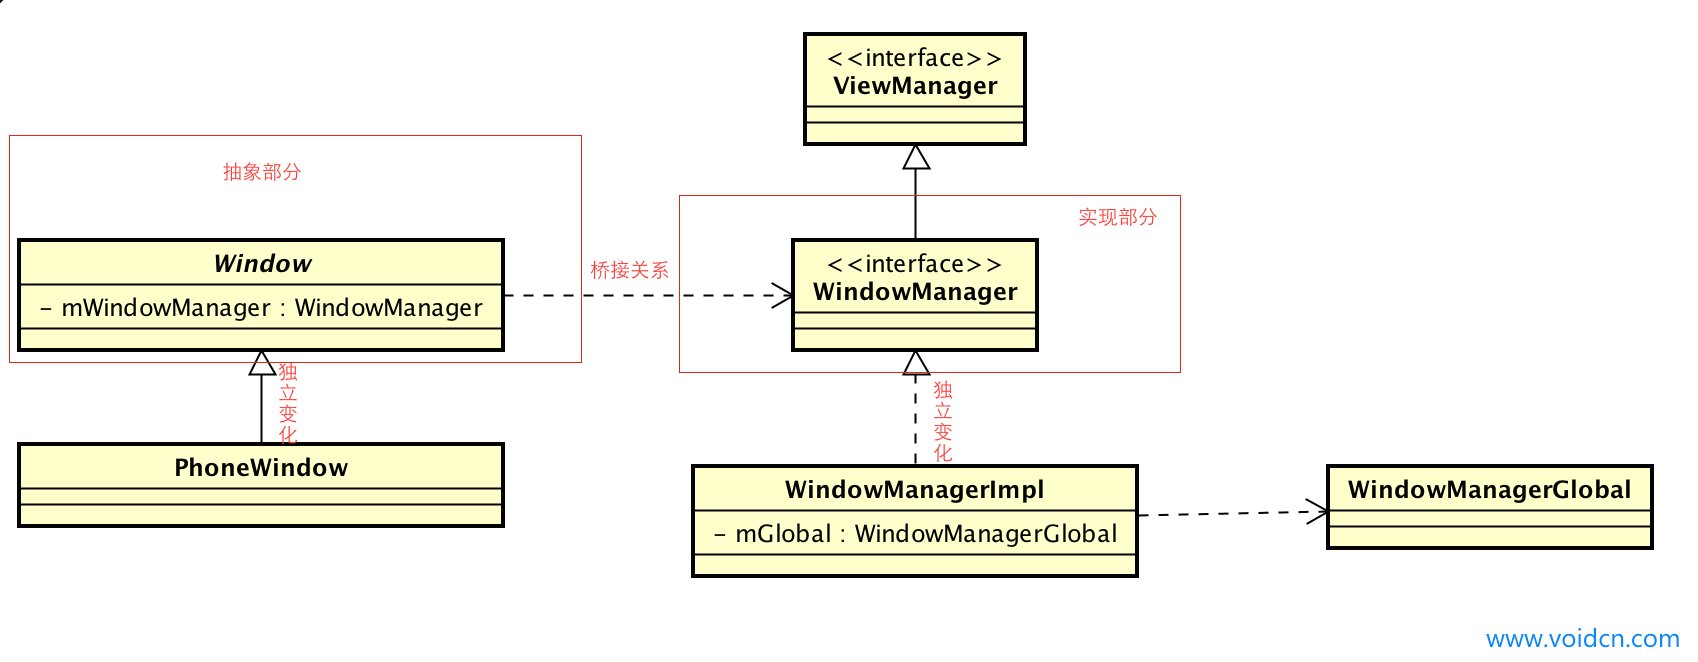 <<interface>>
ViewManager
抽象部分
实现部分
Window
- mWindowManager : WindowManager
桥接关系
<<interface>>
WindowManager
独立变化
独立变化
PhoneWindow
WindowManagerImpl
- mGlobal : WindowManagerGlobal
WindowManagerGlobal
www.voidcn.com